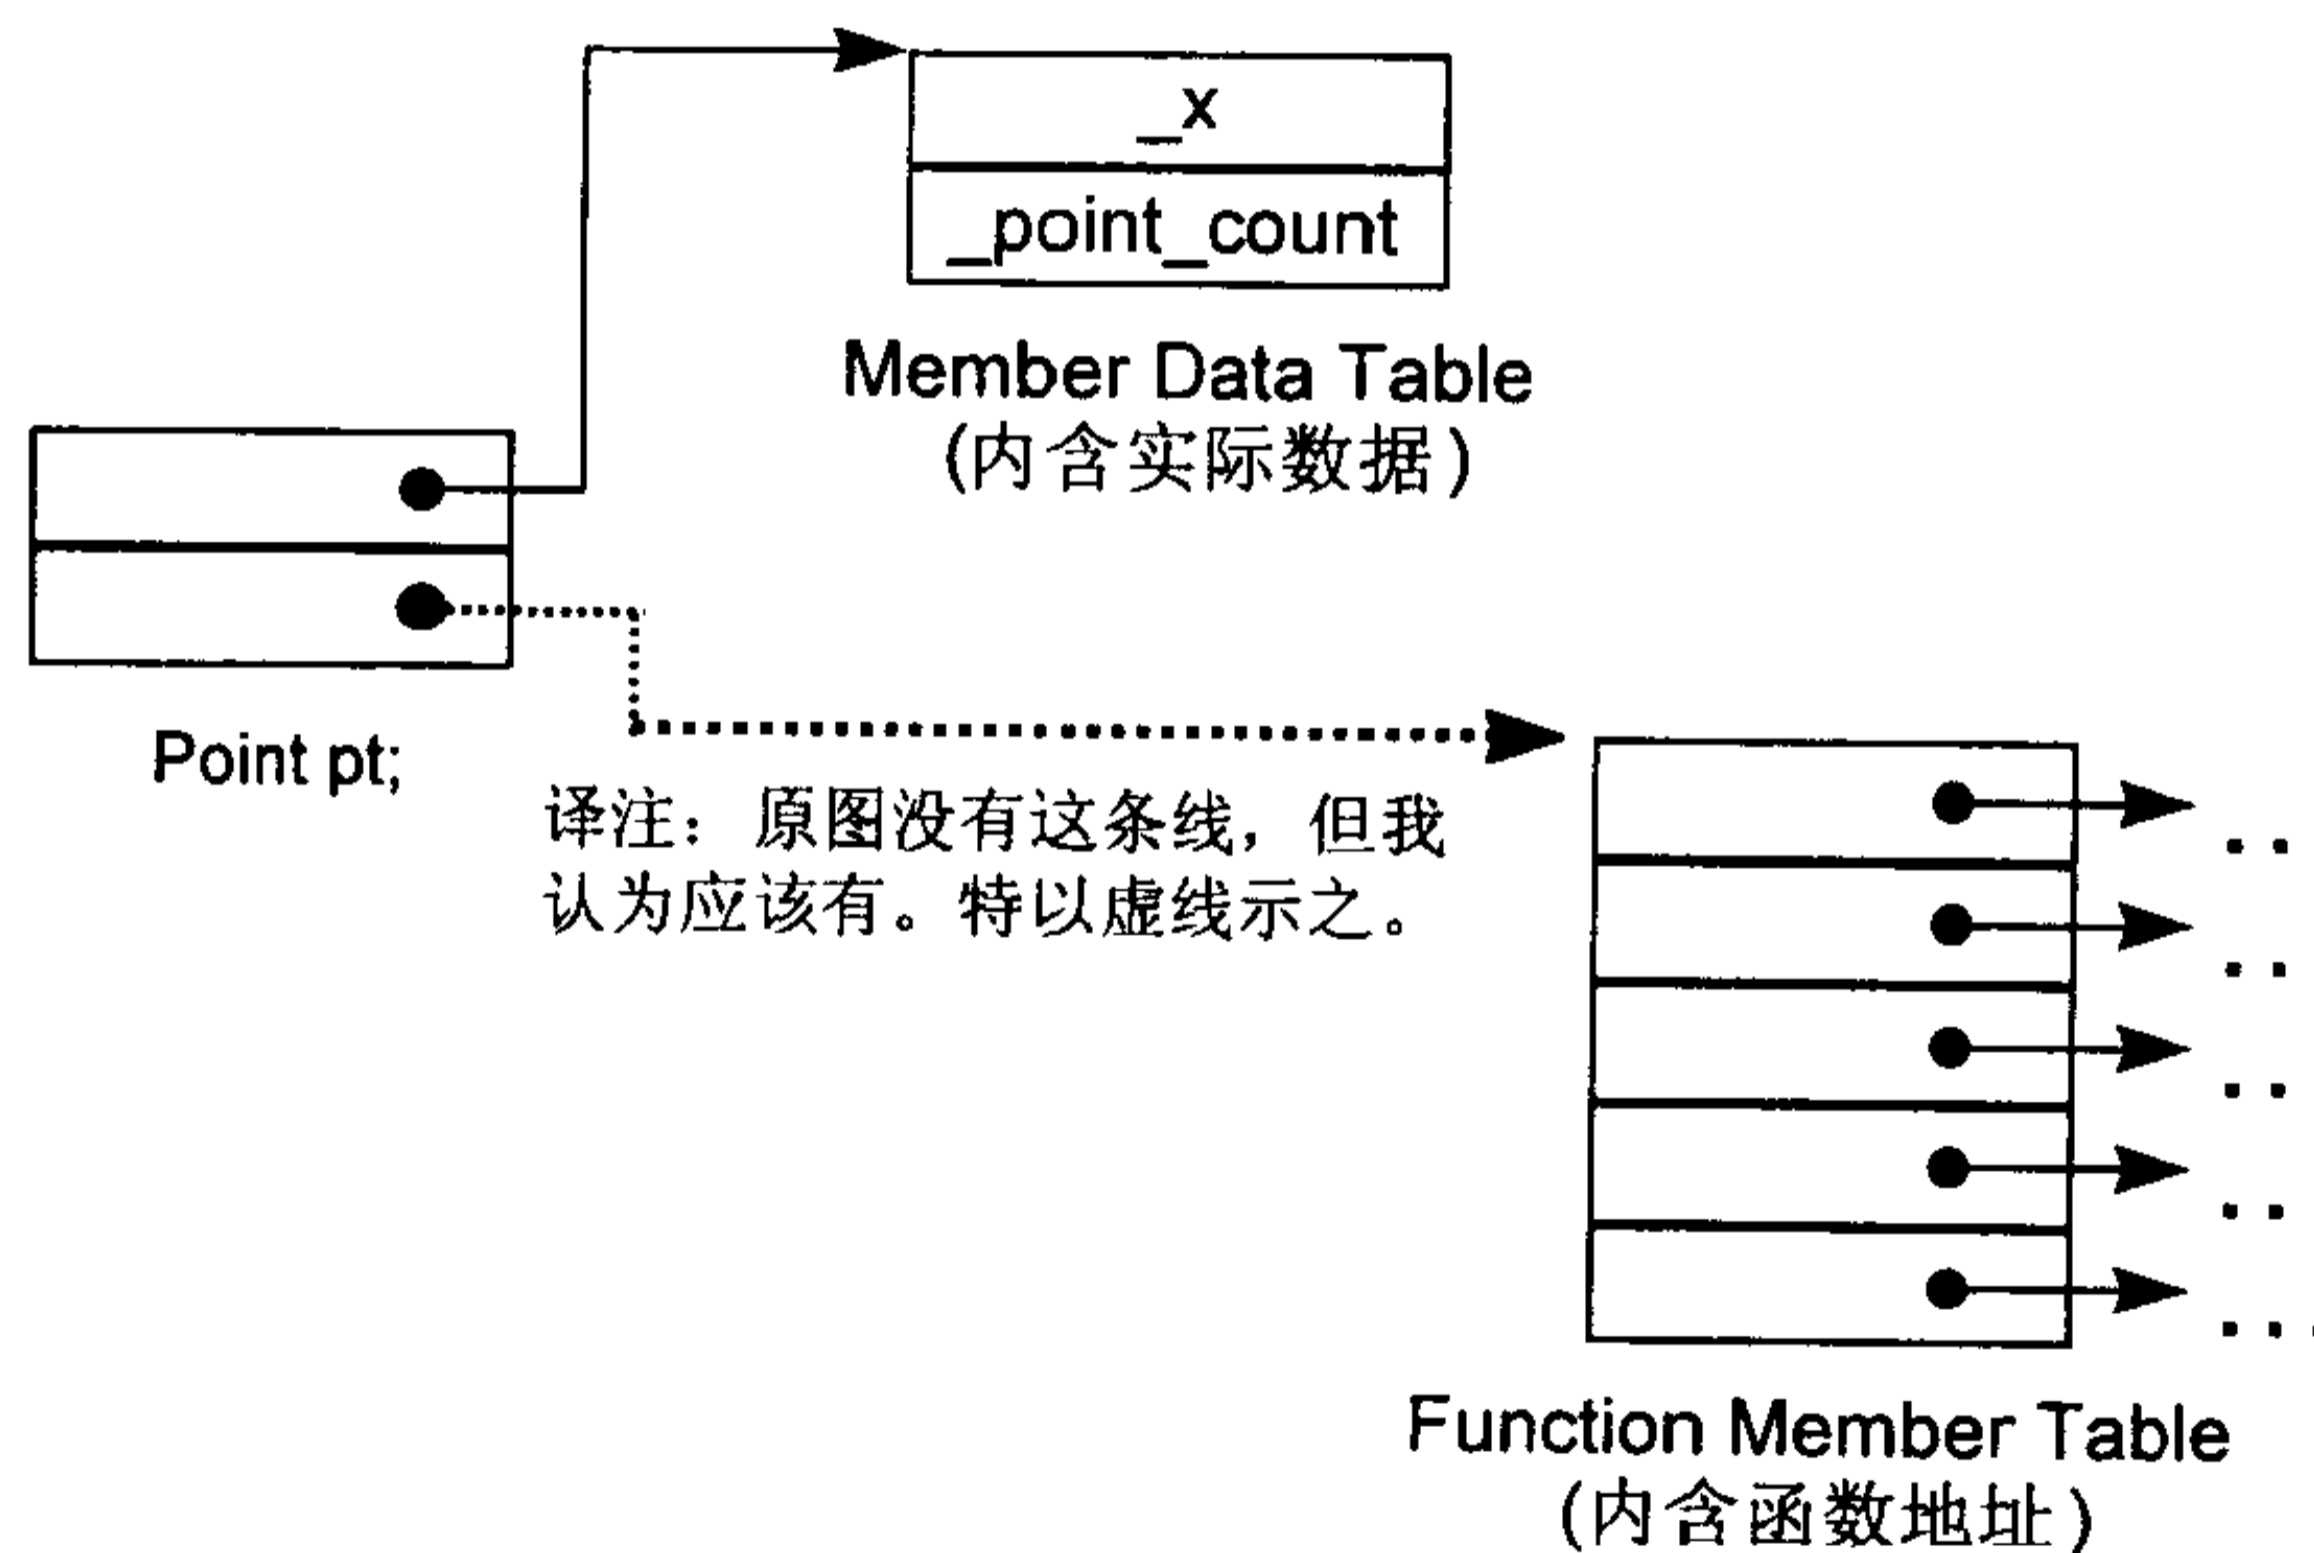 _x
_point_count
Member Data Table
(内含实际数据)
Point pt;
译注：原图没有这条线，但我
认为应该有。特以虚线示之。
Function Member Table
(内含函数地址)